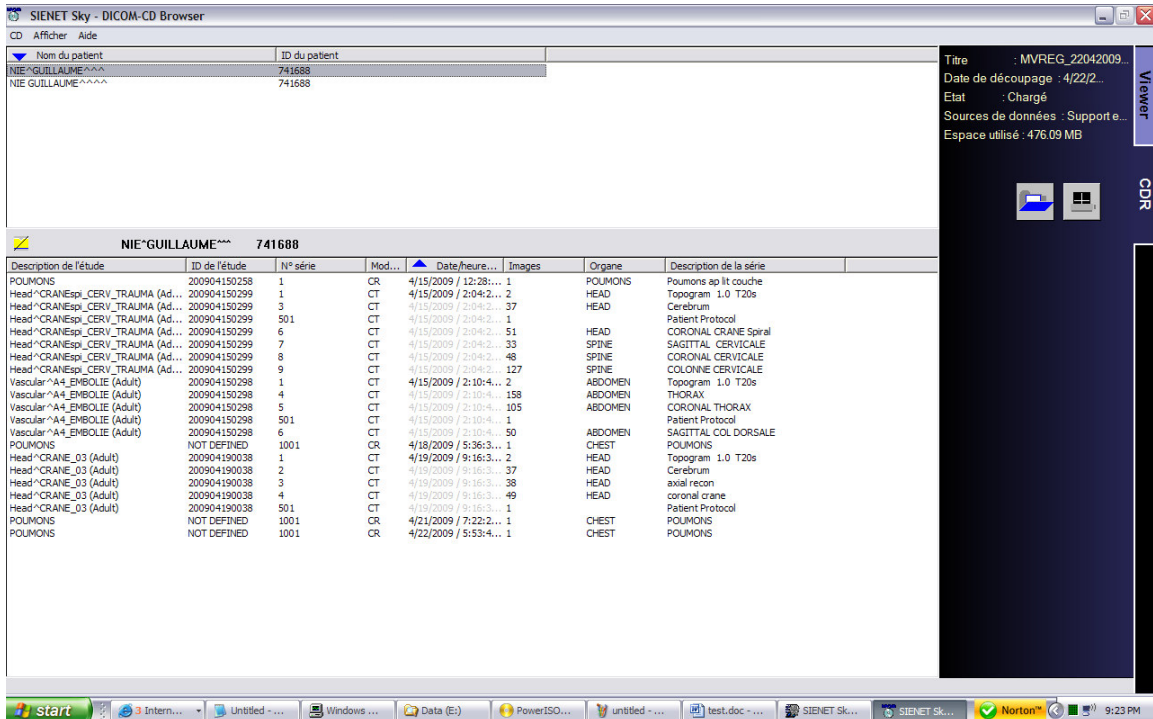 SIENET Sky - DICOM-CD Browser
CD Afficher Aide
Nom du patient ID du patient
NIE^GUILLAUME^^^ 741688
NIE GUILLAUME^^^^ 741688
Titre : MVREG_22042009...
Date de découpage : 4/22/2...
Etat : Chargé
Sources de données : Support e...
Espace utilisé : 476.09 MB
Viewer
CDR
NIE^GUILLAUME^^^ 741688
Description de l'étude ID de l'étude N° série Mod... Date/heure... Images Organe Description de la série
POUMONS 200904150258 1 CR 4/15/2009 / 12:28:... 1 POUMONS Poumons ap lit couche
Head^CRANEspi_CERV_TRAUMA (Ad... 200904150299 1 CT 4/15/2009 / 2:04:2... 2 HEAD Topogram 1.0 T20s
Head^CRANEspi_CERV_TRAUMA (Ad... 200904150299 3 CT 4/15/2009 / 2:04:2... 37 HEAD Cerebrum
Head^CRANEspi_CERV_TRAUMA (Ad... 200904150299 501 CT 4/15/2009 / 2:04:2... 1 Patient Protocol
Head^CRANEspi_CERV_TRAUMA (Ad... 200904150299 6 CT 4/15/2009 / 2:04:2... 51 HEAD CORONAL CRANE Spiral
Head^CRANEspi_CERV_TRAUMA (Ad... 200904150299 7 CT 4/15/2009 / 2:04:2... 33 SPINE SAGITTAL CERVICALE
Head^CRANEspi_CERV_TRAUMA (Ad... 200904150299 8 CT 4/15/2009 / 2:04:2... 48 SPINE CORONAL CERVICALE
Head^CRANEspi_CERV_TRAUMA (Ad... 200904150299 9 CT 4/15/2009 / 2:04:2... 127 SPINE COLONNE CERVICALE
Vascular^A4_EMBOLIE (Adult) 200904150298 1 CT 4/15/2009 / 2:10:4... 2 ABDOMEN Topogram 1.0 T20s
Vascular^A4_EMBOLIE (Adult) 200904150298 4 CT 4/15/2009 / 2:10:4... 158 ABDOMEN THORAX
Vascular^A4_EMBOLIE (Adult) 200904150298 5 CT 4/15/2009 / 2:10:4... 105 ABDOMEN CORONAL THORAX
Vascular^A4_EMBOLIE (Adult) 200904150298 501 CT 4/15/2009 / 2:10:4... 1 Patient Protocol
Vascular^A4_EMBOLIE (Adult) 200904150298 6 CT 4/15/2009 / 2:10:4... 50 ABDOMEN SAGITTAL COL DORSALE
POUMONS NOT DEFINED 1001 CR 4/18/2009 / 5:36:3... 1 CHEST POUMONS
Head^CRANE_03 (Adult) 200904190038 1 CT 4/19/2009 / 9:16:3... 2 HEAD Topogram 1.0 T20s
Head^CRANE_03 (Adult) 200904190038 2 CT 4/19/2009 / 9:16:3... 37 HEAD Cerebrum
Head^CRANE_03 (Adult) 200904190038 3 CT 4/19/2009 / 9:16:3... 38 HEAD axial recon
Head^CRANE_03 (Adult) 200904190038 4 CT 4/19/2009 / 9:16:3... 49 HEAD coronal crane
Head^CRANE_03 (Adult) 200904190038 501 CT 4/19/2009 / 9:16:3... 1 Patient Protocol
POUMONS NOT DEFINED 1001 CR 4/21/2009 / 7:22:2... 1 CHEST POUMONS
POUMONS NOT DEFINED 1001 CR 4/22/2009 / 5:53:4... 1 CHEST POUMONS
start 3 Intern... Untitled - ... Windows ... Data (E:) PowerISO... untitled - ... test.doc - ... SIENET Sk... SIENET Sk... Norton™ 9:23 PM